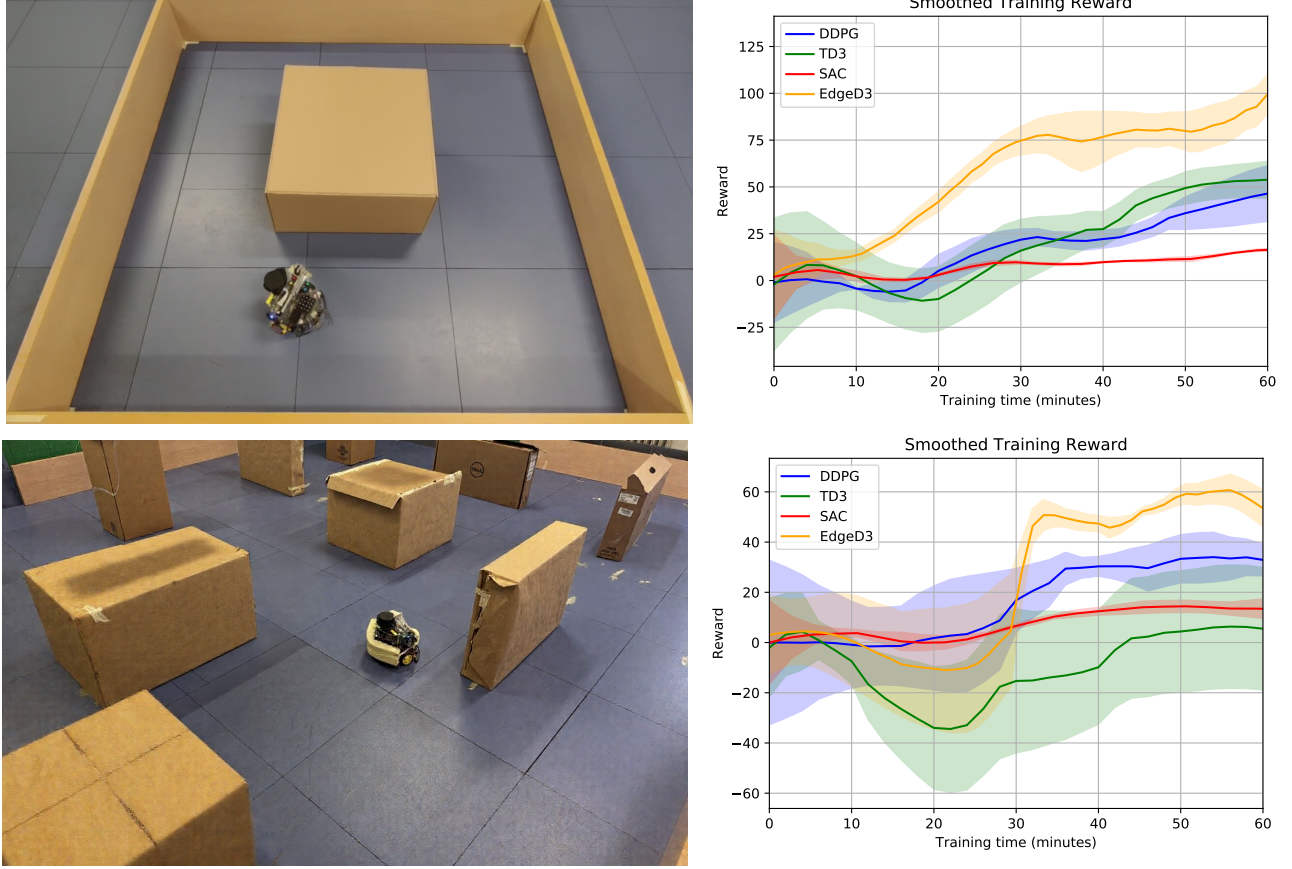 Smoothed Training Reward
DDPG
TD3
SAC
EdgeD3
125
100
75
50
25
0
−25
Reward
0 10 20 30 40 50 60
Training time (minutes)
DELL
Smoothed Training Reward
DDPG
TD3
SAC
EdgeD3
60
40
20
0
−20
−40
−60
Reward
0 10 20 30 40 50 60
Training time (minutes)